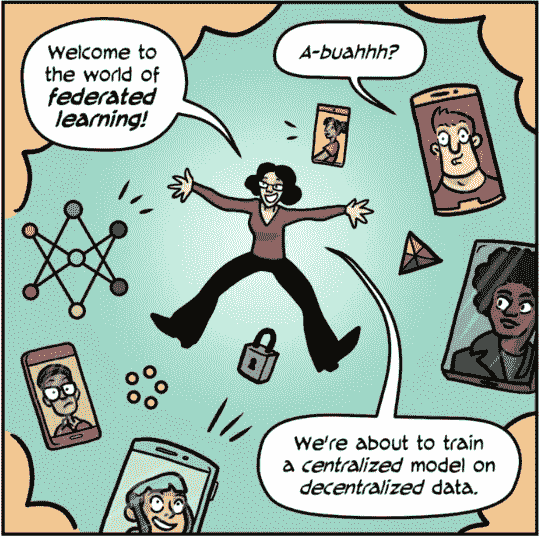 Welcome to
the world of
federated
learning!
A-buahhh?
We're about to train
a centralized model on
decentralized data.